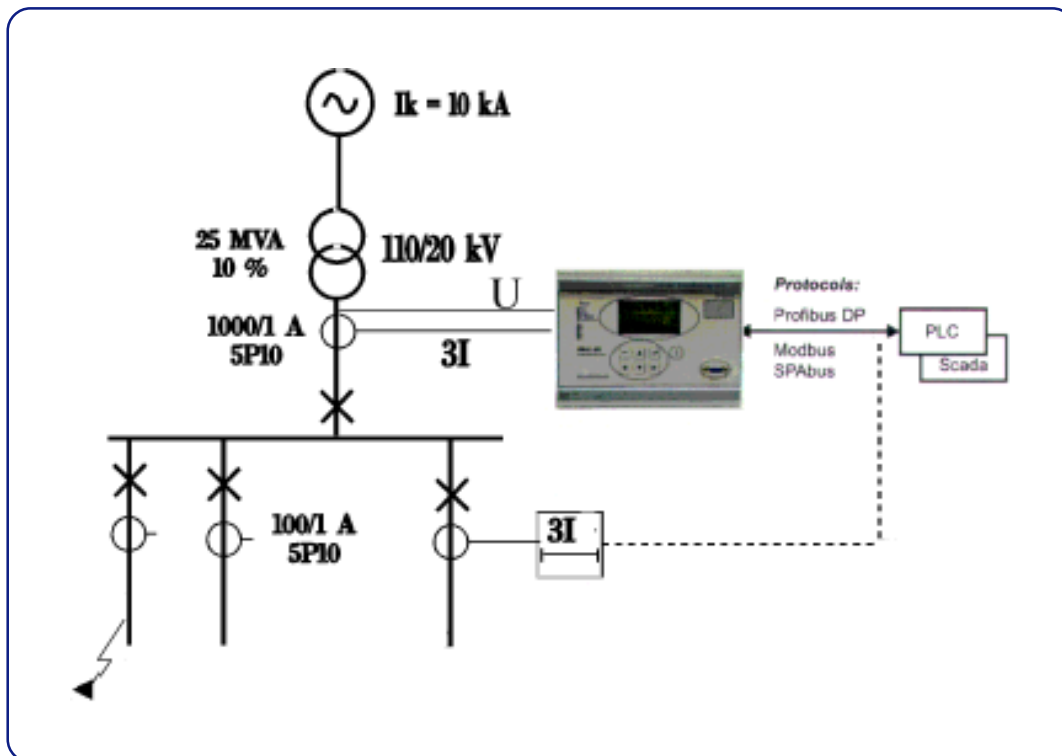 Ik = 10 kA
25 MVA
10 %
110/20 kV
U
Protocols:
Profibus DP
Modbus
SPAbus
PLC
Scada
1000/1 A
5P10
3I
100/1 A
5P10
3I